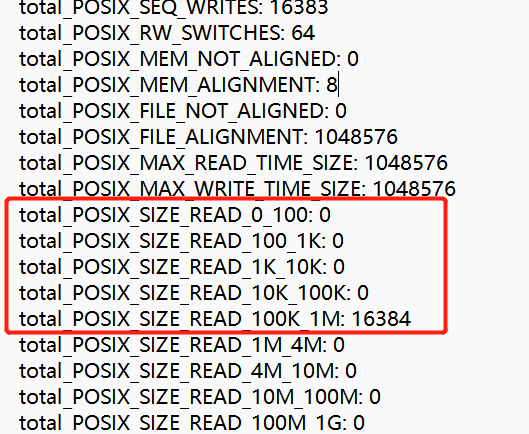 total_POSIX_SEQ_WRITES: 16383
total_POSIX_RW_SWITCHES: 64
total_POSIX_MEM_NOT_ALIGNED: 0
total_POSIX_MEM_ALIGNMENT: 8
total_POSIX_FILE_NOT_ALIGNED: 0
total_POSIX_FILE_ALIGNMENT: 1048576
total_POSIX_MAX_READ_TIME_SIZE: 1048576
total_POSIX_MAX_WRITE_TIME_SIZE: 1048576
total_POSIX_SIZE_READ_0_100: 0
total_POSIX_SIZE_READ_100_1K: 0
total_POSIX_SIZE_READ_1K_10K: 0
total_POSIX_SIZE_READ_10K_100K: 0
total_POSIX_SIZE_READ_100K_1M: 16384
total_POSIX_SIZE_READ_1M_4M: 0
total_POSIX_SIZE_READ_4M_10M: 0
total_POSIX_SIZE_READ_10M_100M: 0
total_POSIX_SIZE_READ_100M_1G: 0